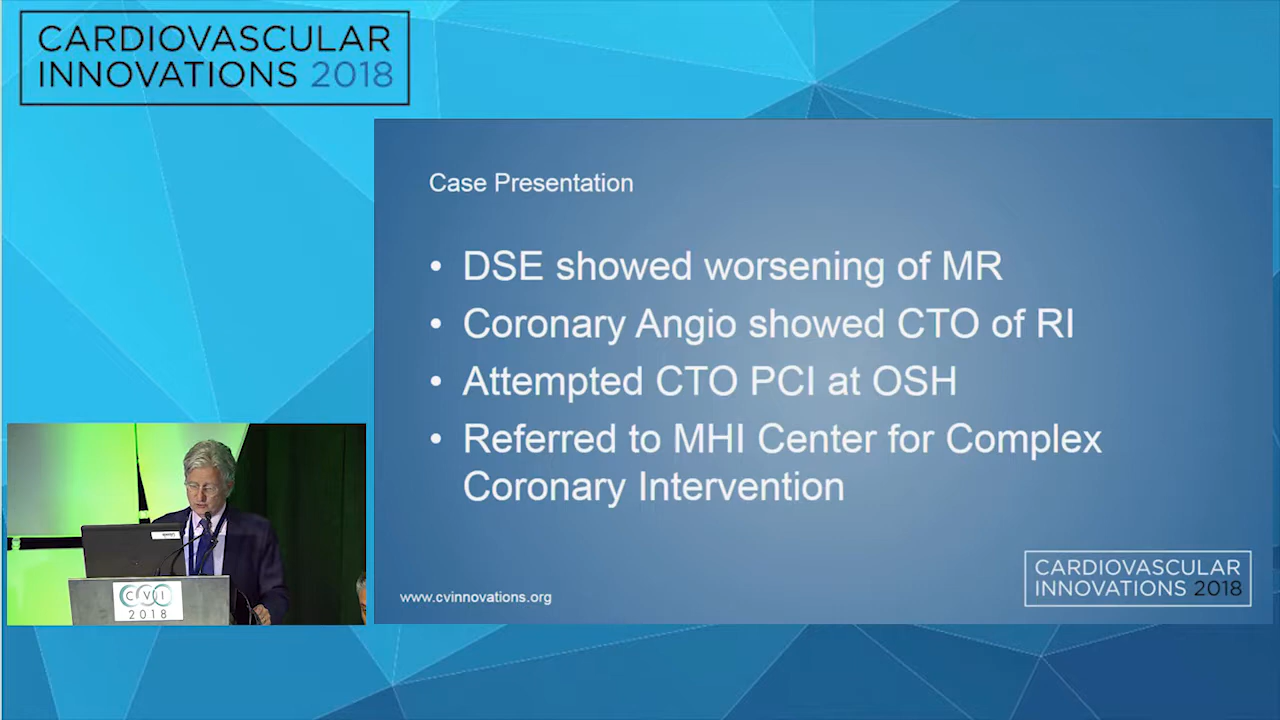 CARDIOVASCULAR
INNOVATIONS 2018
Case Presentation
• DSE showed worsening of MR
• Coronary Angio showed CTO of RI
• Attempted CTO PCI at OSH
• Referred to MHI Center for Complex
Coronary Intervention
www.cvinnovations.org
CARDIOVASCULAR
INNOVATIONS 2018
CVI
2018